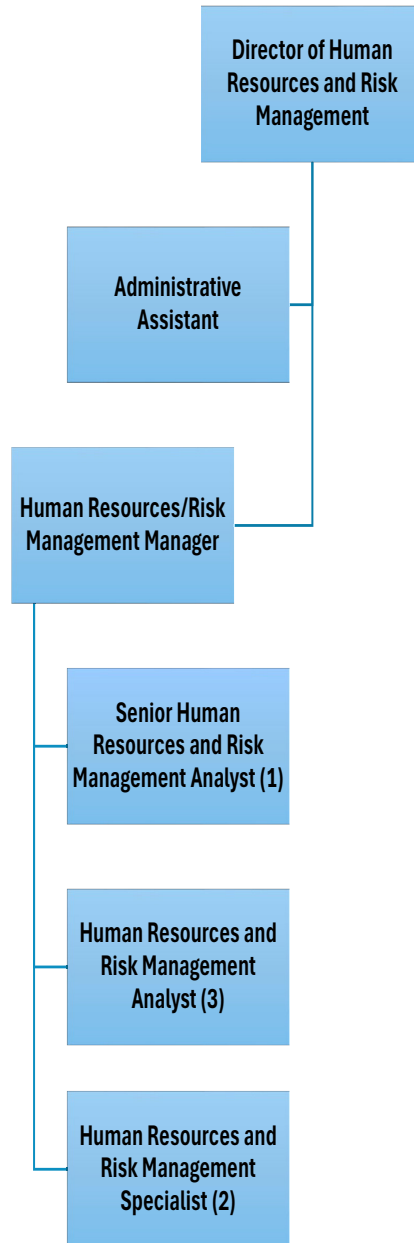 Director of Human
Resources and Risk
Management
Administrative
Assistant
Human Resources/Risk
Management Manager
Senior Human
Resources and Risk
Management Analyst (1)
Human Resources and
Risk Management
Analyst (3)
Human Resources and
Risk Management
Specialist (2)